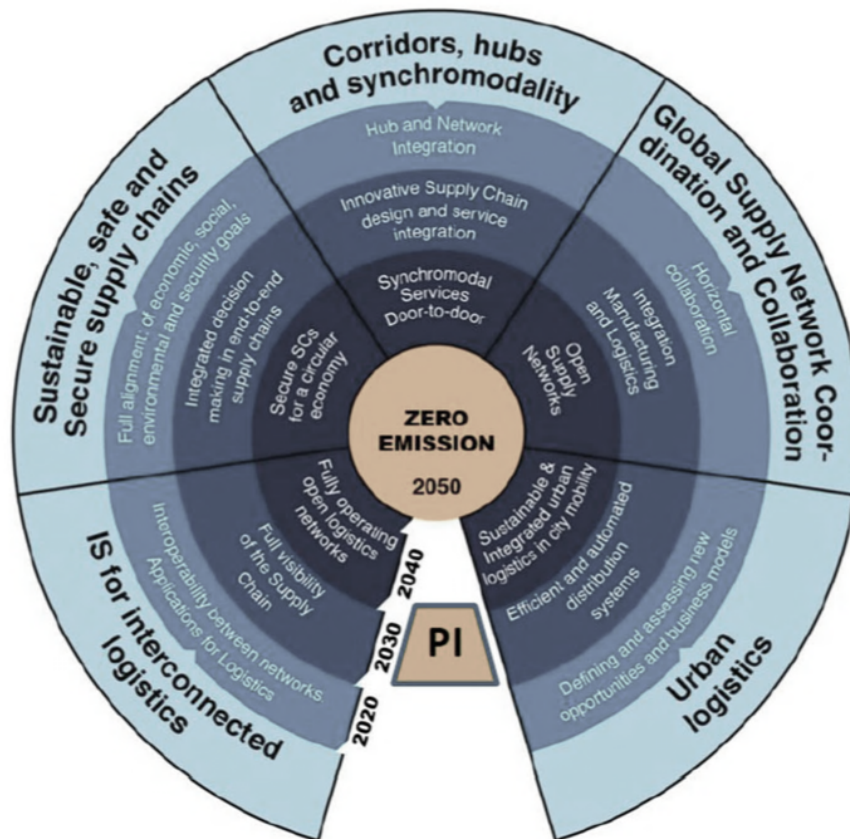 Corridors, hubs
and synchromodality
Hub and Network
Integration
Innovative Supply Chain
design and service
integration
Synchromodal
Services
Door-to-door
Global Supply Network Coor-
dination and Collaboration
Horizontal
collaboration
Integration
Manufacturing
and Logistics
Open
Supply
Networks
Urban
logistics
Defining and assessing new
opportunities and business models
Efficient and automated
distribution
systems
Sustainable &
Integrated urban
logistics in city mobility
IS for interconnected
logistics
Interoperability between networks.
Applications for Logistics
Full visibility
of the Supply
Chain
Fully operating
open logistics
networks
Sustainable, safe and
Secure supply chains
Full alignment: of economic, social,
environmental and security goals
Integrated decision
making in end-to-end
supply chains
Secure SCs
for a circular
economy
ZERO
EMISSION
2050
2040
2030
2020
PI